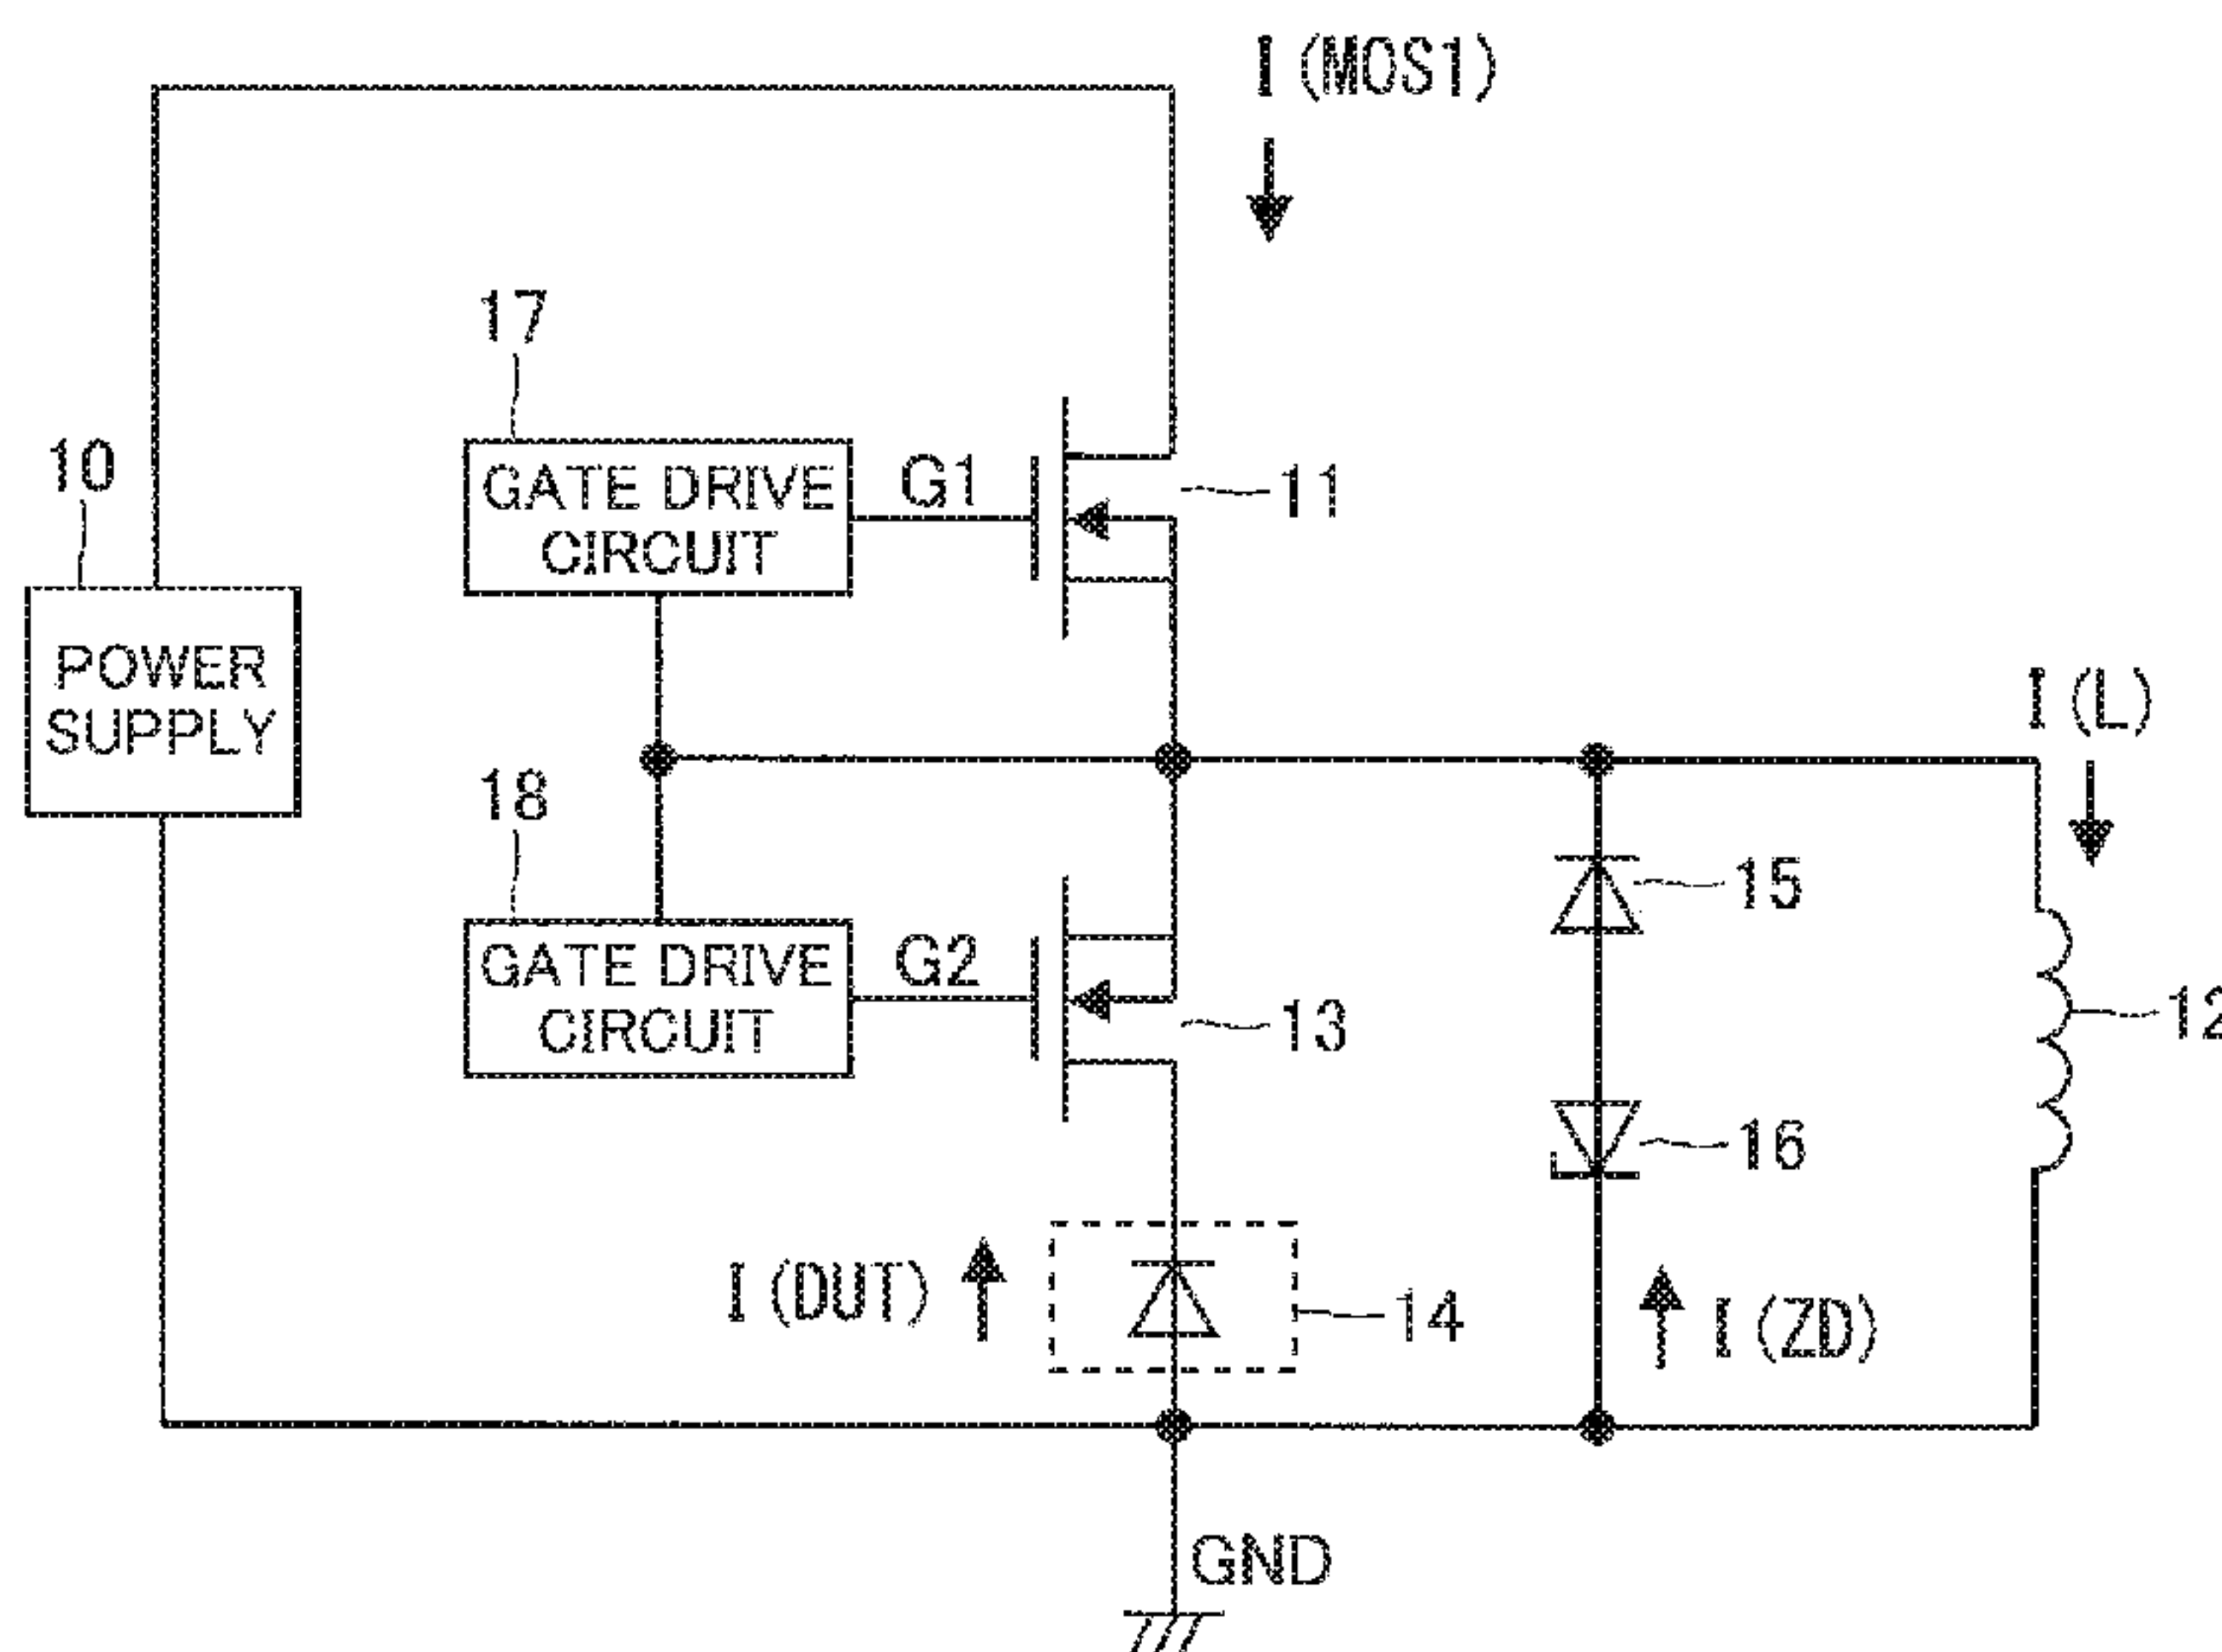 I (MOS1)
17
10
GATE DRIVE
CIRCUIT
G1
11
POWER
SUPPLY
I (L)
18
GATE DRIVE
CIRCUIT
G2
13
15
12
16
I (DUT)
14
I (ZD)
GND